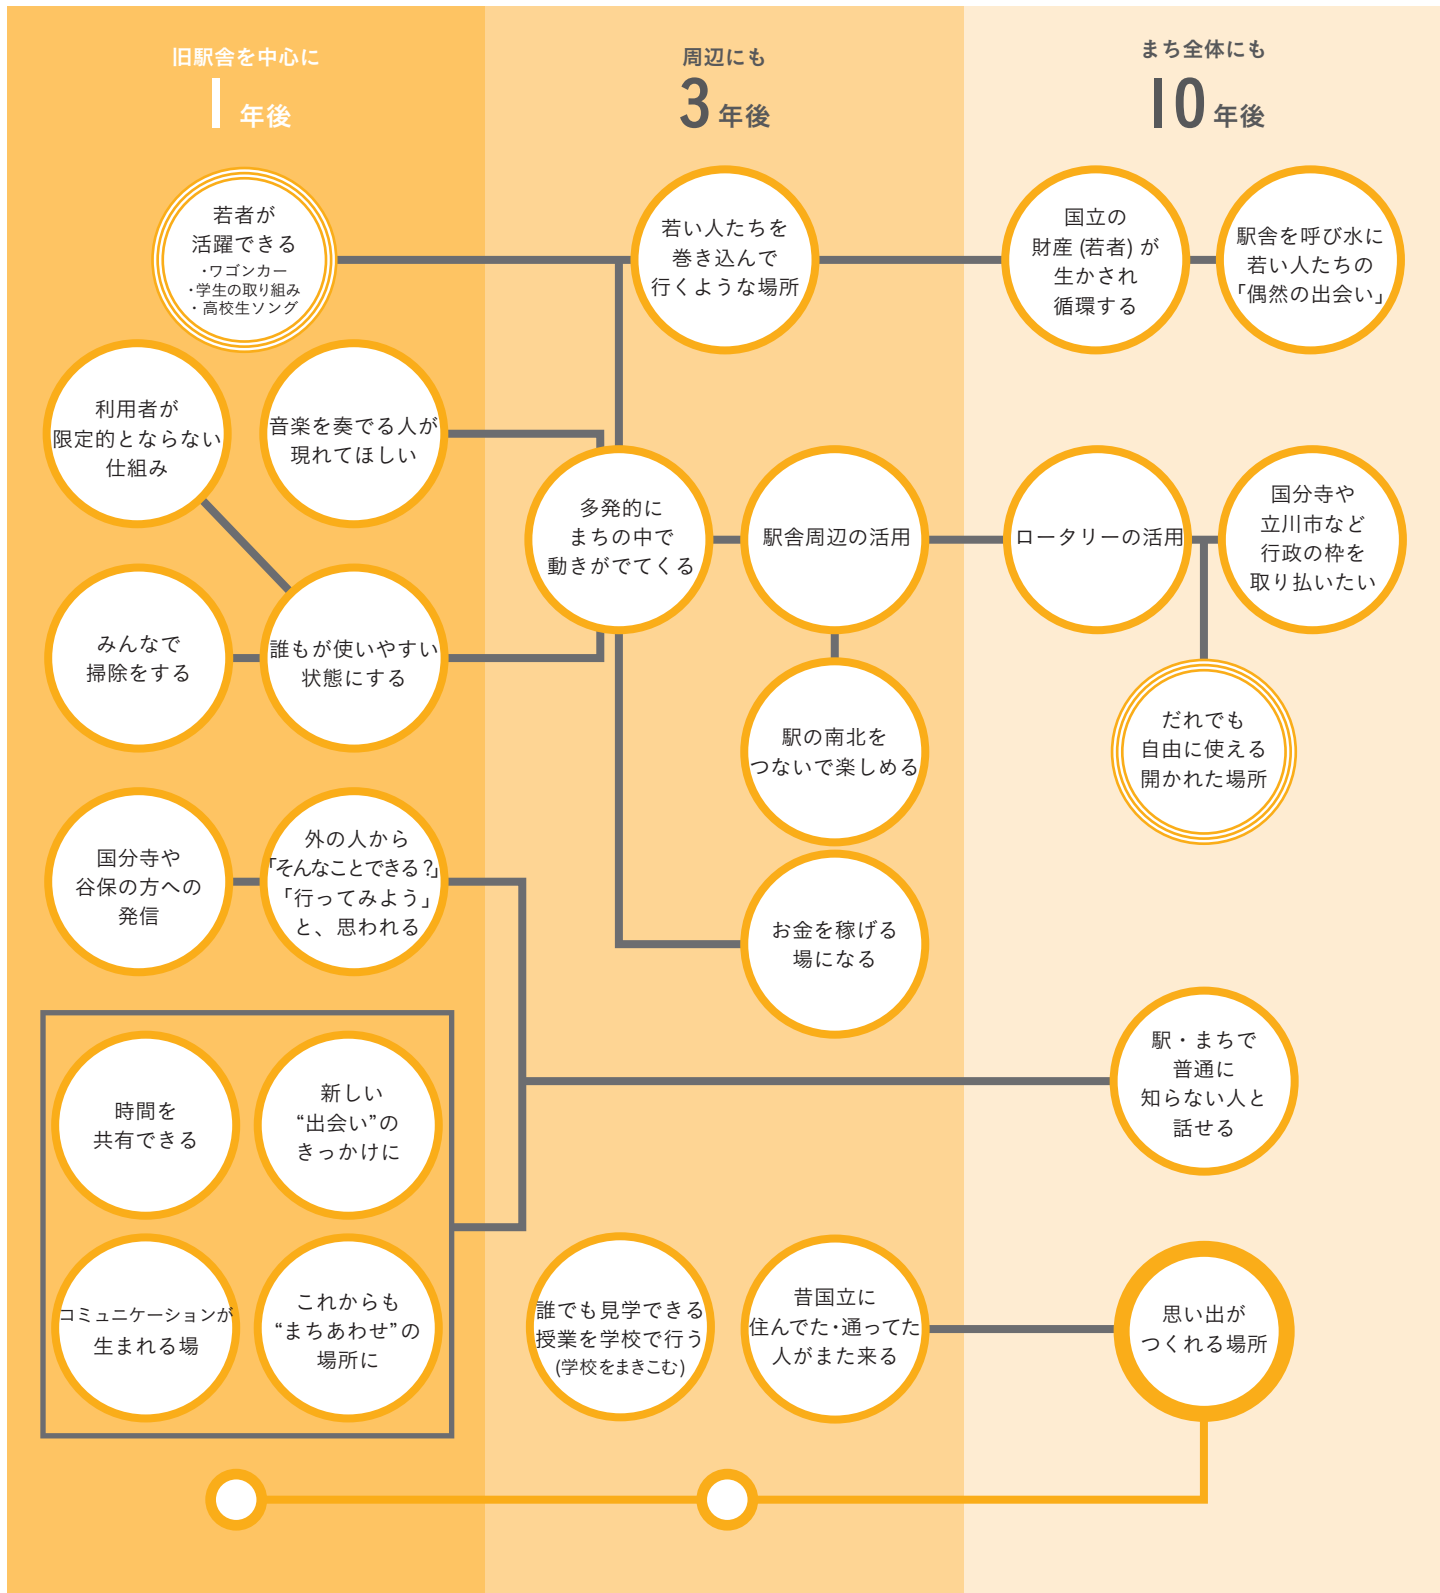 旧駅舎を中心に
1年後
周辺にも
3年後
まち全体にも
10年後
若者が
活躍できる
・ワゴンカー
・学生の取り組み
・高校生ソング
若い人たちを
巻き込んで
行くような場所
国立の
財産(若者)が
生かされ
循環する
駅舎を呼び水に
若い人たちの
「偶然の出会い」
利用者が
限定的とならない
仕組み
音楽を奏でる人が
現れてほしい
多発的に
まちの中で
動きがでてくる
駅舎周辺の活用
ロータリーの活用
国分寺や
立川市など
行政の枠を
取り払いたい
みんなで
掃除をする
誰もが使いやすい
状態にする
駅の南北を
つないで楽しめる
だれでも
自由に使える
開かれた場所
国分寺や
谷保の方への
発信
外の人から
「そんなことできる?」
「行ってみよう」
と、思われる
お金を稼げる
場になる
時間を
共有できる
新しい
“出会い”の
きっかけに
駅・まちで
普通に
知らない人と
話せる
コミュニケーションが
生まれる場
これからも
“まちあわせ”の
場所に
誰でも見学できる
授業を学校で行う
(学校をまきこむ)
昔国立に
住んでた・通ってた
人がまた来る
思い出が
つくれる場所